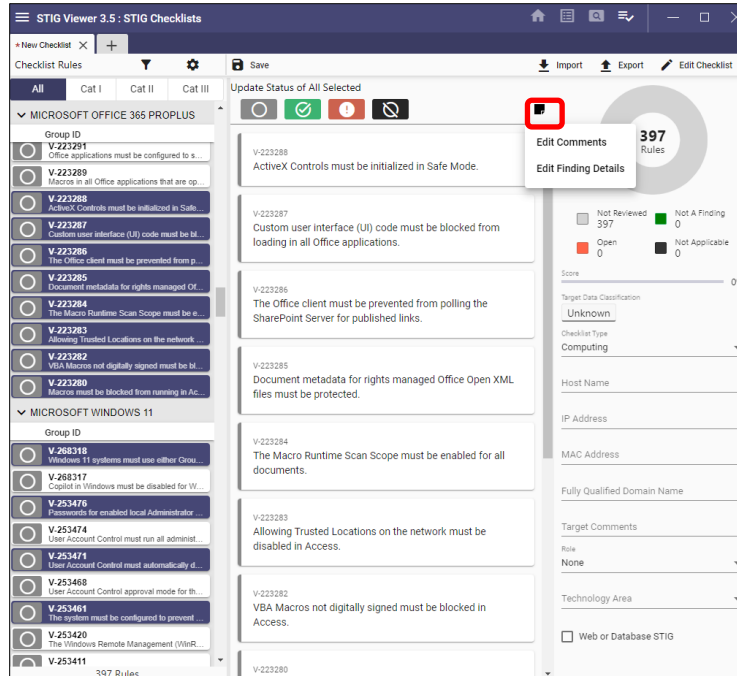 STIG Viewer 3.5 : STIG Checklists
* New Checklist
Checklist Rules
Save
Import
Export
Edit Checklist
All
Cat I
Cat II
Cat III
MICROSOFT OFFICE 365 PROPLUS
Group ID
V-223291
Office applications must be configured to s...
V-223289
Macros in all Office applications that are op...
V-223288
ActiveX Controls must be initialized in Safe...
V-223287
Custom user interface (UI) code must be bl...
V-223286
The Office client must be prevented from p...
V-223285
Document metadata for rights managed Of...
V-223284
The Macro Runtime Scan Scope must be e...
V-223283
Allowing Trusted Locations on the network ...
V-223282
VBA Macros not digitally signed must be bl...
V-223280
Macros must be blocked from running in Ac...
MICROSOFT WINDOWS 11
Group ID
V-268318
Windows 11 systems must use either Grou...
V-268317
Copilot in Windows must be disabled for W...
V-253476
Passwords for enabled local Administrator ...
V-253474
User Account Control must run all administ...
V-253471
User Account Control must automatically d...
V-253468
User Account Control approval mode for th...
V-253461
The system must be configured to prevent ...
V-253420
The Windows Remote Management (WinR...
V-253411
397 Rules
Update Status of All Selected
Edit Comments
Edit Finding Details
V-223288
ActiveX Controls must be initialized in Safe Mode.
V-223287
Custom user interface (UI) code must be blocked from
loading in all Office applications.
V-223286
The Office client must be prevented from polling the
SharePoint Server for published links.
V-223285
Document metadata for rights managed Office Open XML
files must be protected.
V-223284
The Macro Runtime Scan Scope must be enabled for all
documents.
V-223283
Allowing Trusted Locations on the network must be
disabled in Access.
V-223282
VBA Macros not digitally signed must be blocked in
Access.
V-223280
397
Rules
Not Reviewed
397
Not A Finding
0
Open
0
Not Applicable
0
Score
Target Data Classification
Unknown
Checklist Type
Computing
Host Name
IP Address
MAC Address
Fully Qualified Domain Name
Target Comments
Role
None
Technology Area
Web or Database STIG